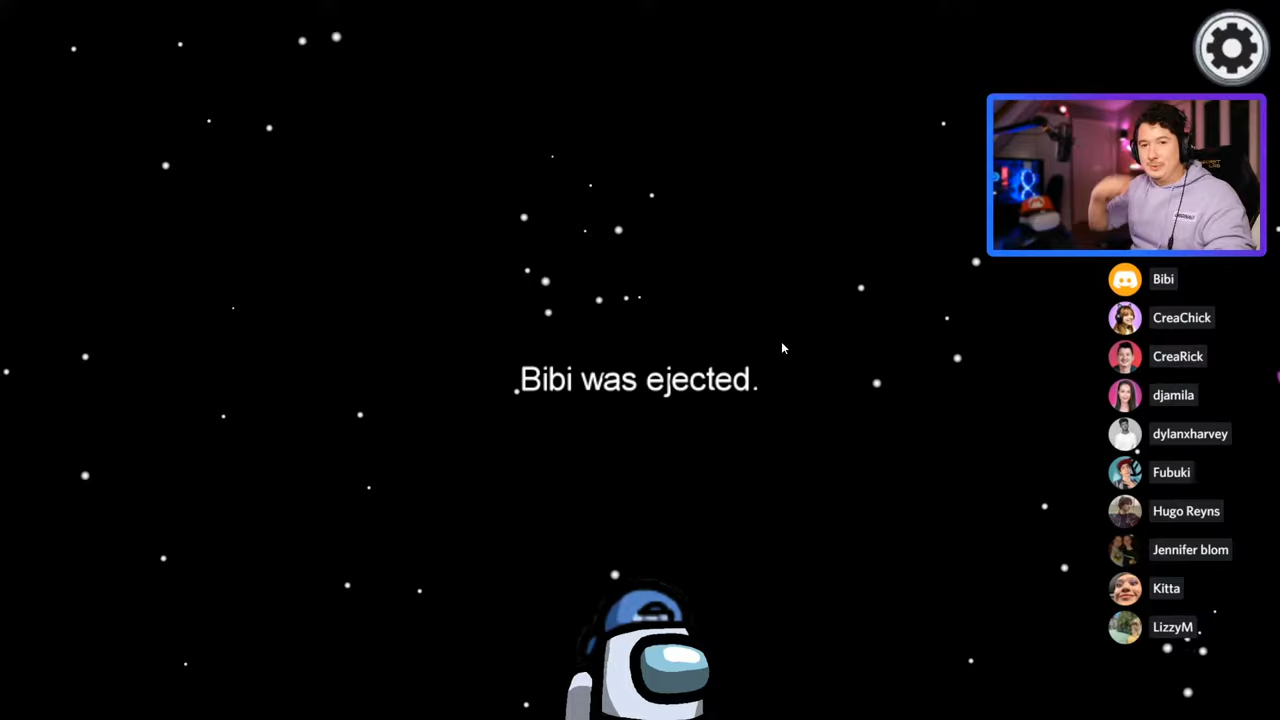 Bibi was ejected.
Bibi
CreaChick
CreaRick
djamila
dylanxharvey
Fubuki
Hugo Reyns
Jennifer blom
Kitta
LizzyM